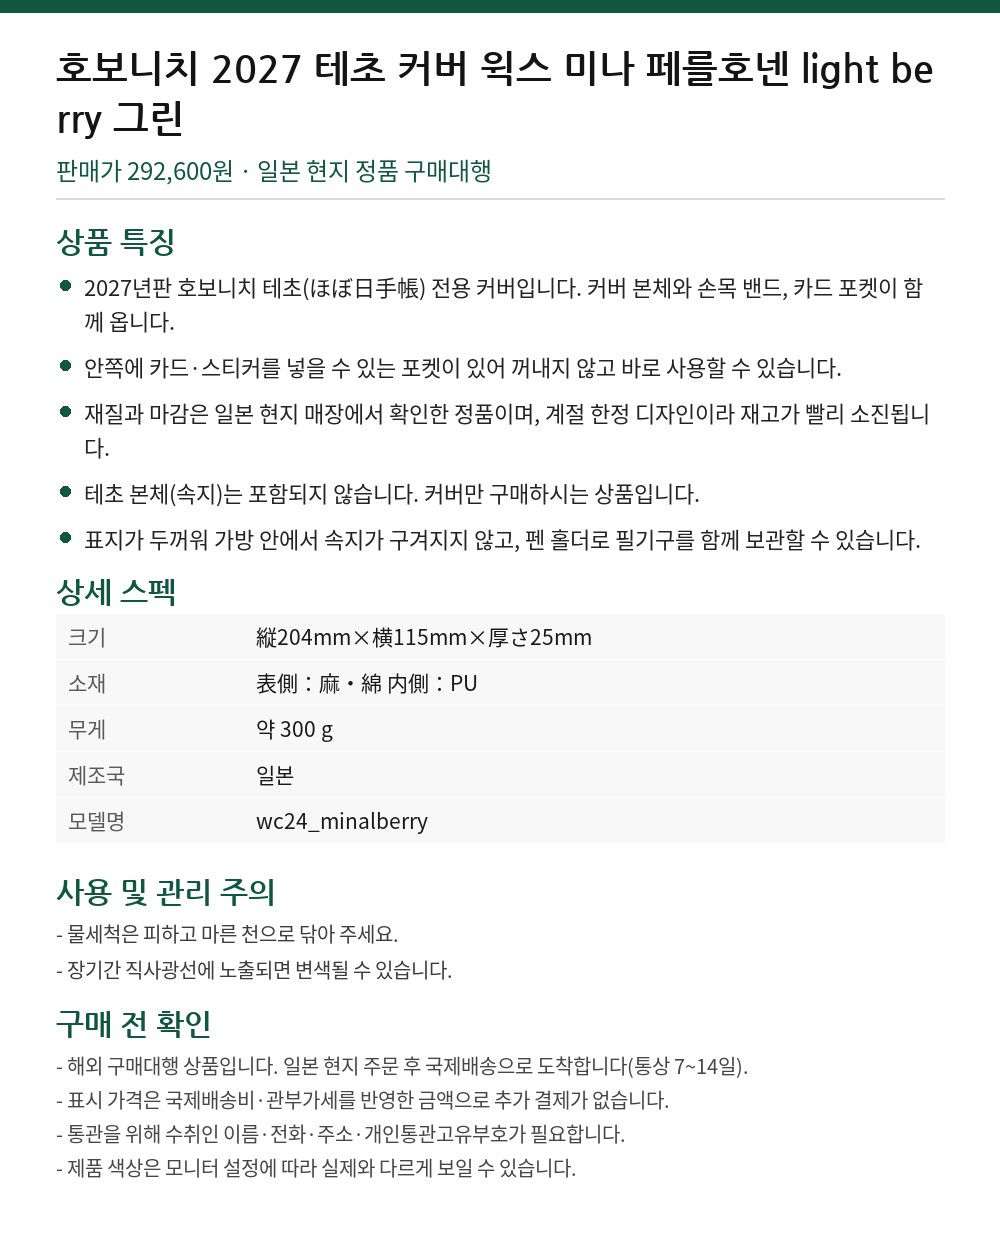 호보니치 2027 테초 커버 윅스 미나 페를호넨 light be
rry 그린
판매가 292,600원 · 일본 현지 정품 구매대행
상품 특징
● 2027년판 호보니치 테초(ほぼ日手帳) 전용 커버입니다. 커버 본체와 손목 밴드, 카드 포켓이 함
께 옵니다.
● 안쪽에 카드·스티커를 넣을 수 있는 포켓이 있어 꺼내지 않고 바로 사용할 수 있습니다.
● 재질과 마감은 일본 현지 매장에서 확인한 정품이며, 계절 한정 디자인이라 재고가 빨리 소진됩니
다.
● 테초 본체(속지)는 포함되지 않습니다. 커버만 구매하시는 상품입니다.
● 표지가 두꺼워 가방 안에서 속지가 구겨지지 않고, 펜 홀더로 필기구를 함께 보관할 수 있습니다.
상세 스펙
크기 縦204mm×横115mm×厚さ25mm
소재 表側：麻・綿 内側：PU
무게 약 300 g
제조국 일본
모델명 wc24_minalberry
사용 및 관리 주의
- 물세척은 피하고 마른 천으로 닦아 주세요.
- 장기간 직사광선에 노출되면 변색될 수 있습니다.
구매 전 확인
- 해외 구매대행 상품입니다. 일본 현지 주문 후 국제배송으로 도착합니다(통상 7~14일).
- 표시 가격은 국제배송비·관부가세를 반영한 금액으로 추가 결제가 없습니다.
- 통관을 위해 수취인 이름·전화·주소·개인통관고유부호가 필요합니다.
- 제품 색상은 모니터 설정에 따라 실제와 다르게 보일 수 있습니다.